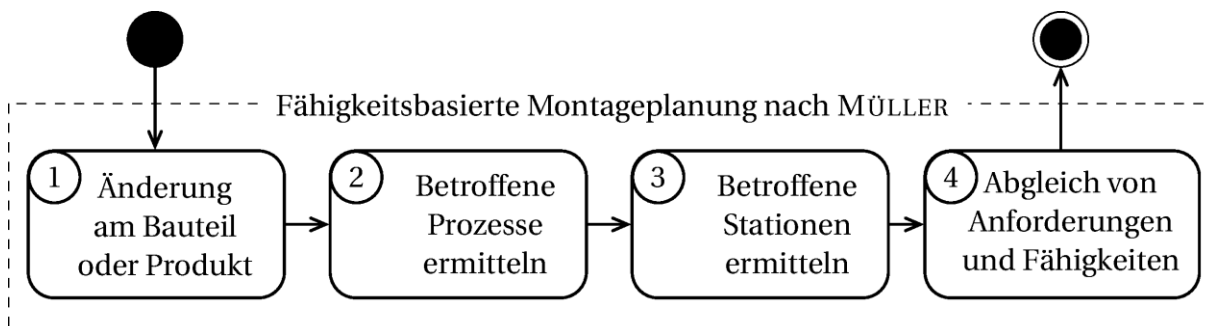 Fähigkeitsbasierte Montageplanung nach MÜLLER
1
Änderung
am Bauteil
oder Produkt
2
Betroffene
Prozesse
ermitteln
3
Betroffene
Stationen
ermitteln
4
Abgleich von
Anforderungen
und Fähigkeiten